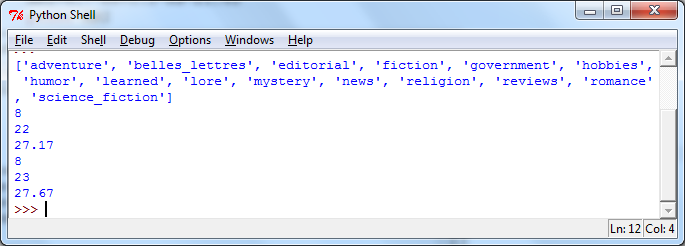 Python Shell
File Edit Shell Debug Options Windows Help
['adventure', 'belles_lettres', 'editorial', 'fiction', 'government', 'hobbies',
'humor', 'learned', 'lore', 'mystery', 'news', 'religion', 'reviews', 'romance'
, 'science_fiction']
8
22
27.17
8
23
27.67
>>>
Ln: 12 Col: 4